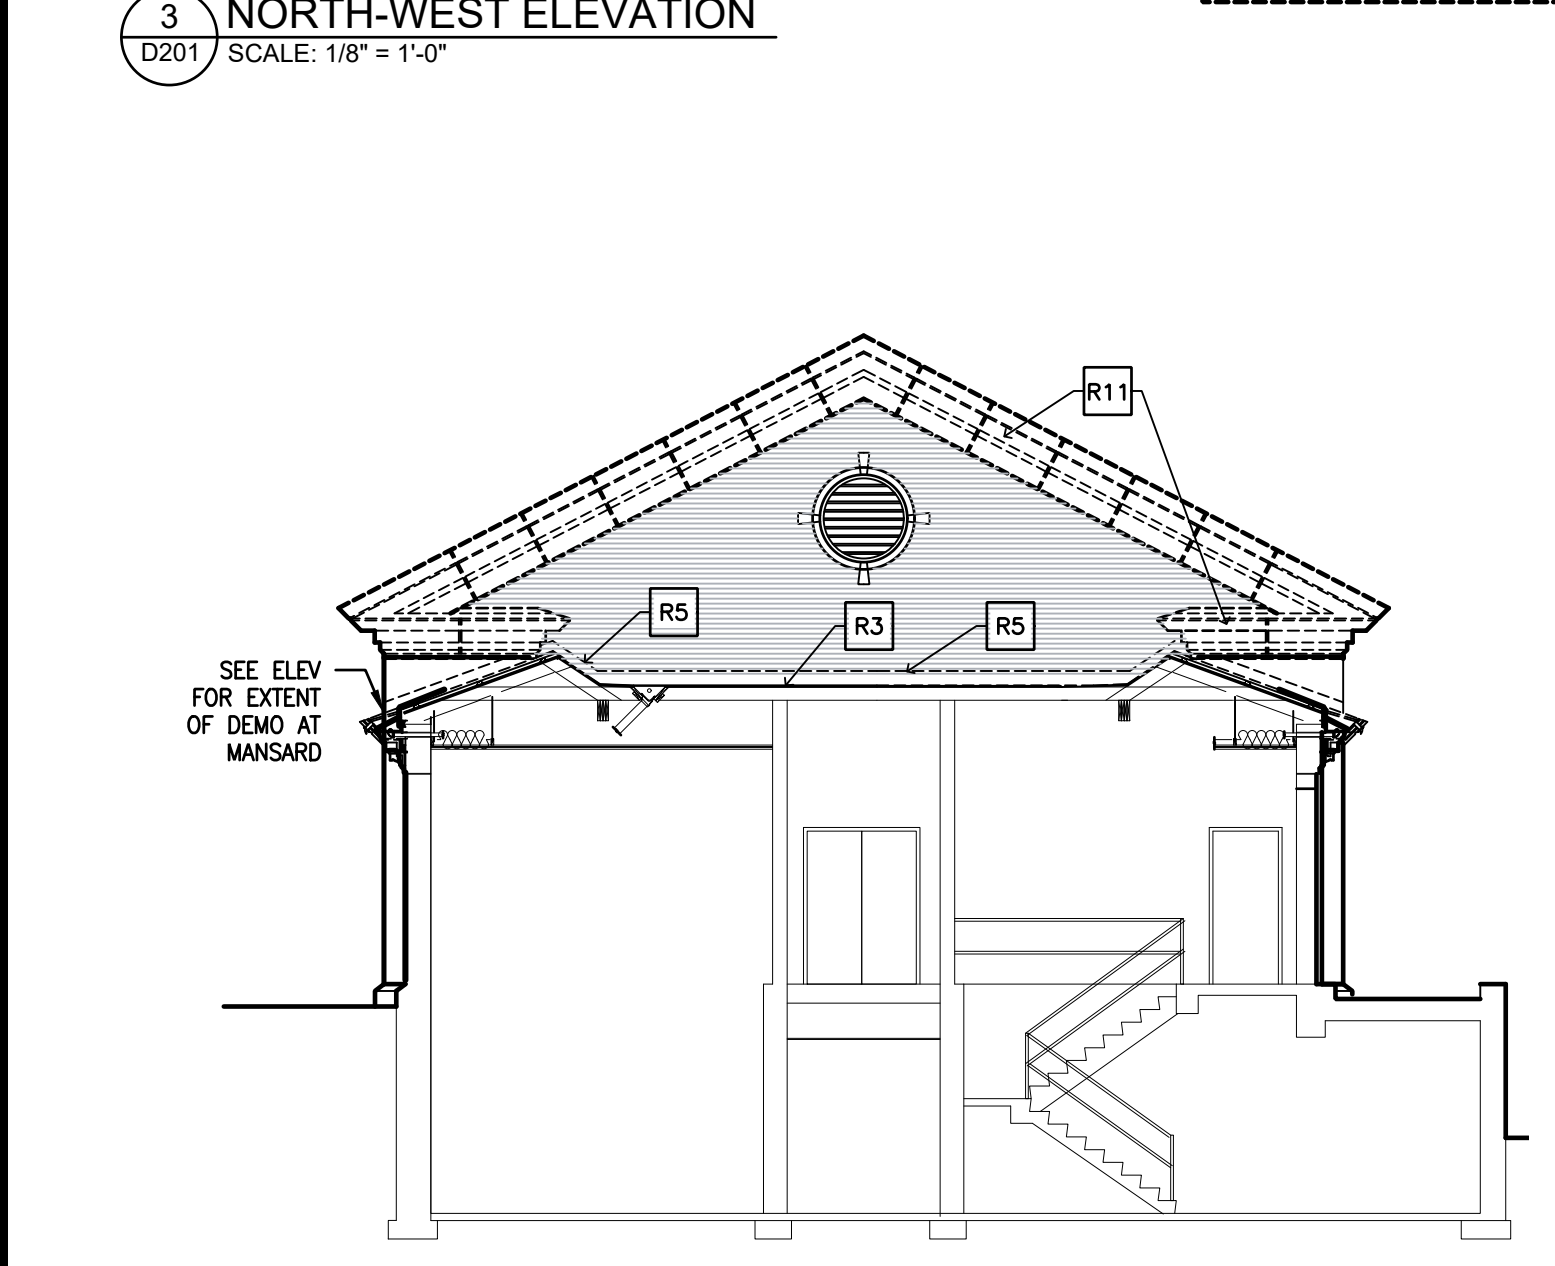 3
NORTH-WEST ELEVATION
D201
SCALE: 1/8" = 1'-0"
R11
R5
R3
R5
SEE ELEV
FOR EXTENT
OF DEMO AT
MANSARD